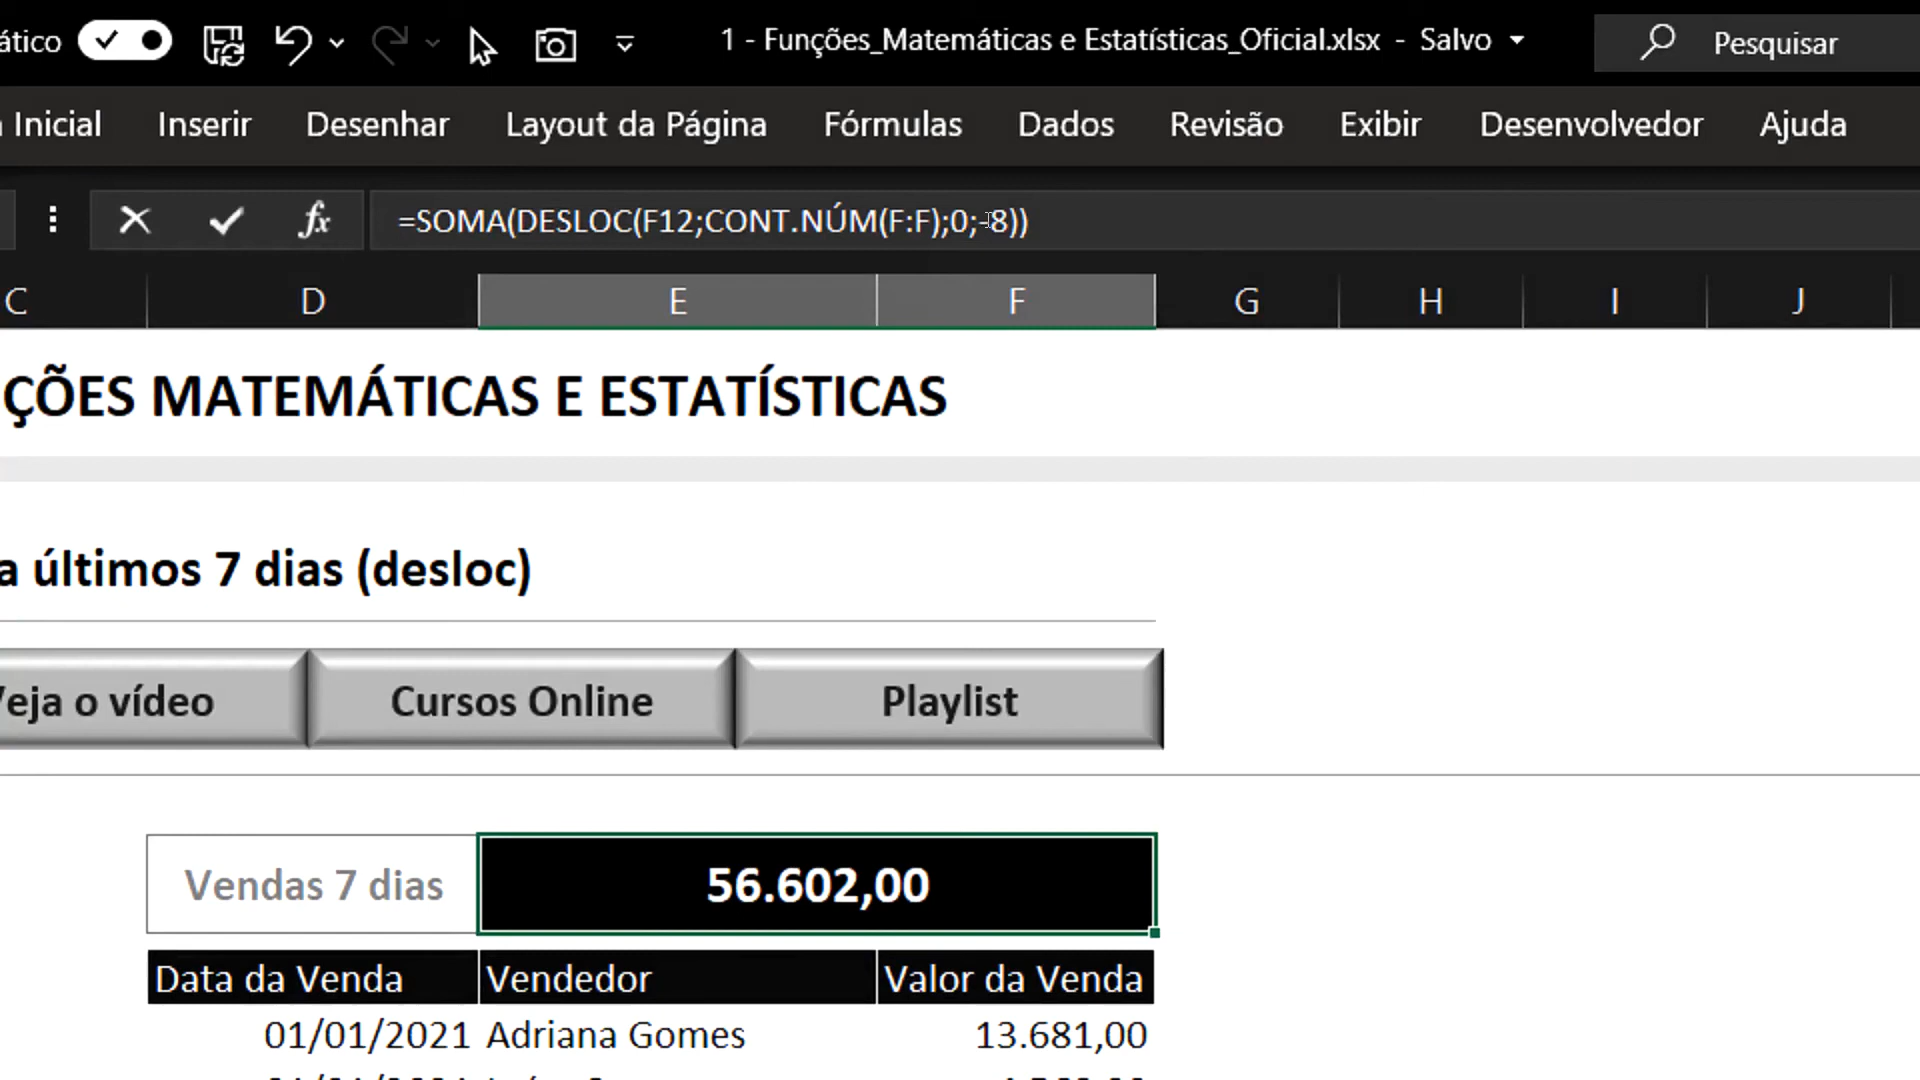 ático
1 - Funções_Matemáticas e Estatísticas_Oficial.xlsx - Salvo
Pesquisar
Inicial Inserir Desenhar Layout da Página Fórmulas Dados Revisão Exibir Desenvolvedor Ajuda
fx =SOMA(DESLOC(F12;CONT.NÚM(F:F);0;-8))
C D E F G H I J
ÇÕES MATEMÁTICAS E ESTATÍSTICAS
a últimos 7 dias (desloc)
Veja o vídeo Cursos Online Playlist
Vendas 7 dias 56.602,00
Data da Venda Vendedor Valor da Venda
01/01/2021 Adriana Gomes 13.681,00